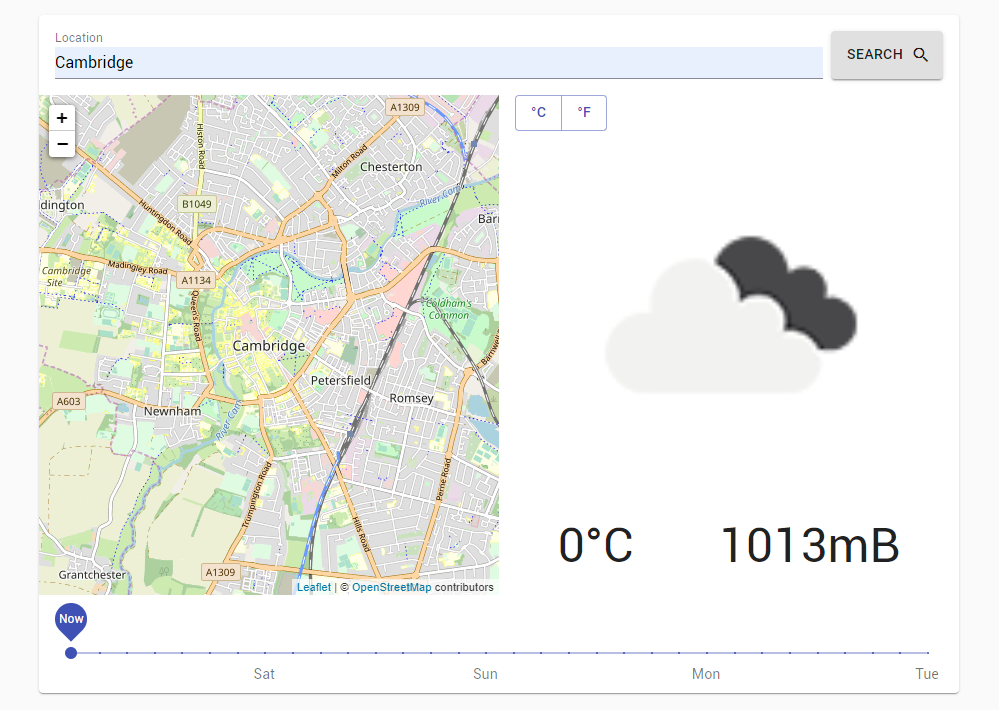 Location
Cambridge
SEARCH
+
−
°C
°F
A1309
Histon Road
Milton Road
Chesterton
River Cam
dington
B1049
Huntingdon Road
Barn
Madingley Road
Cambridge
Site
A1134
Queen's Road
Coldham's
Common
Cambridge
Barnwell
Petersfield
A603
Romsey
Newnham
River Cam
Trumpington Road
Perne Road
Hills Road
0°C
1013mB
Grantchester
A1309
Leaflet | © OpenStreetMap contributors
Now
Sat
Sun
Mon
Tue